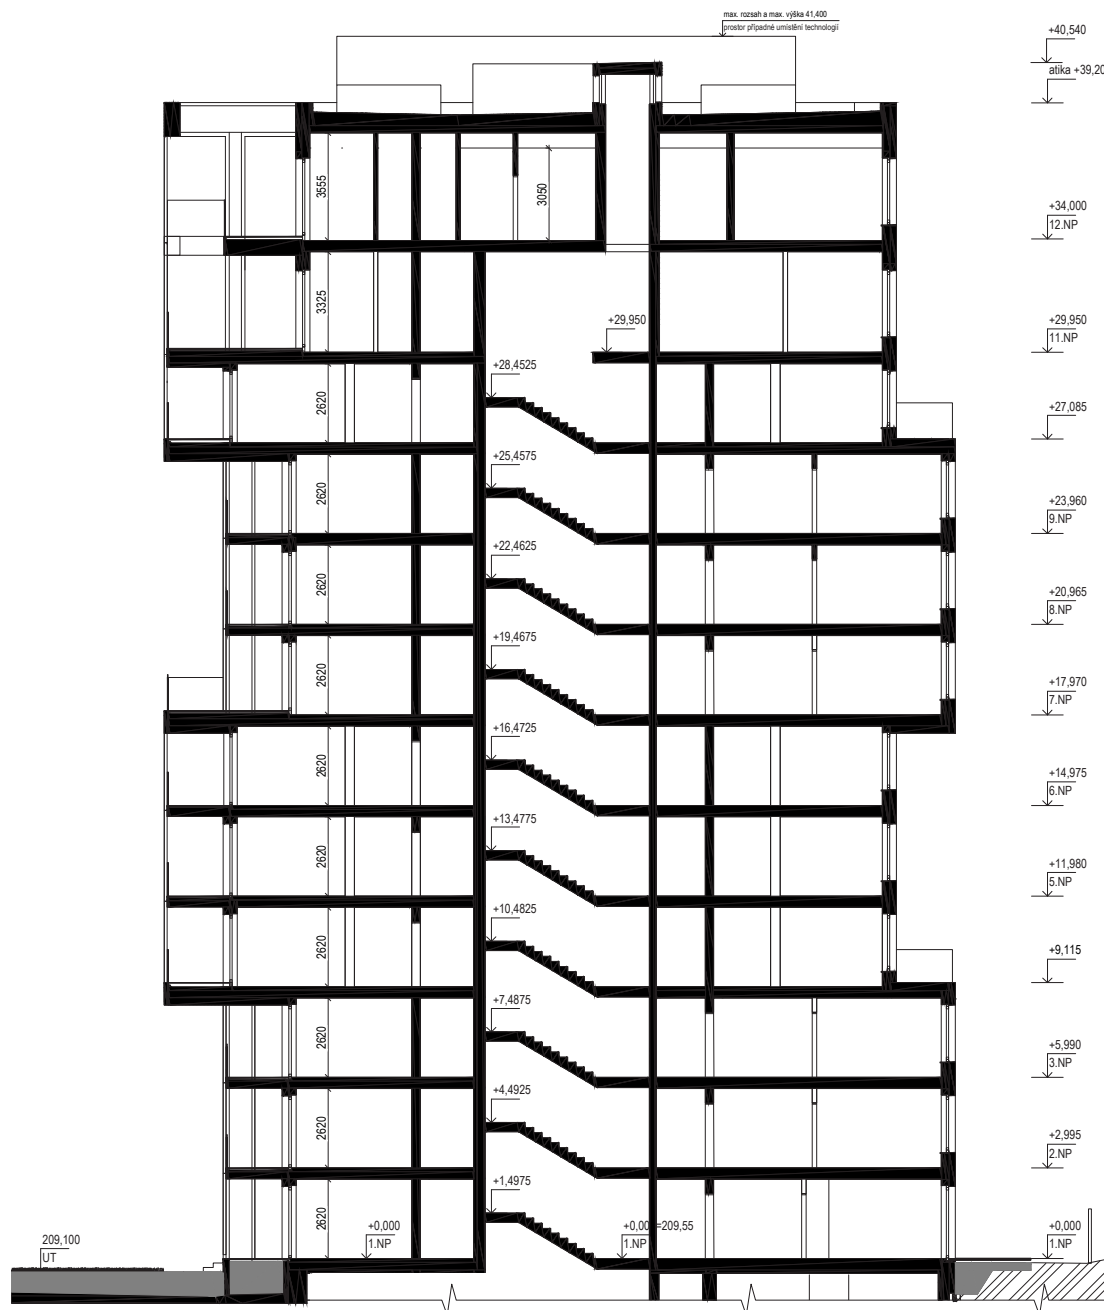 max. rozsah a max. výška 41,400
prostor případné umístění technologií
+40,540
atika +39,20
3555
3050
+34,000
12.NP
3325
+29,950
+29,950
11.NP
+28,4525
2620
+27,085
+25,4575
2620
+23,960
9.NP
+22,4625
2620
+20,965
8.NP
+19,4675
2620
+17,970
7.NP
+16,4725
2620
+14,975
6.NP
+13,4775
2620
+11,980
5.NP
+10,4825
2620
+9,115
+7,4875
2620
+5,990
3.NP
+4,4925
2620
+2,995
2.NP
+1,4975
2620
+0,000
1.NP
+0,000=209,55
1.NP
+0,000
1.NP
209,100
UT